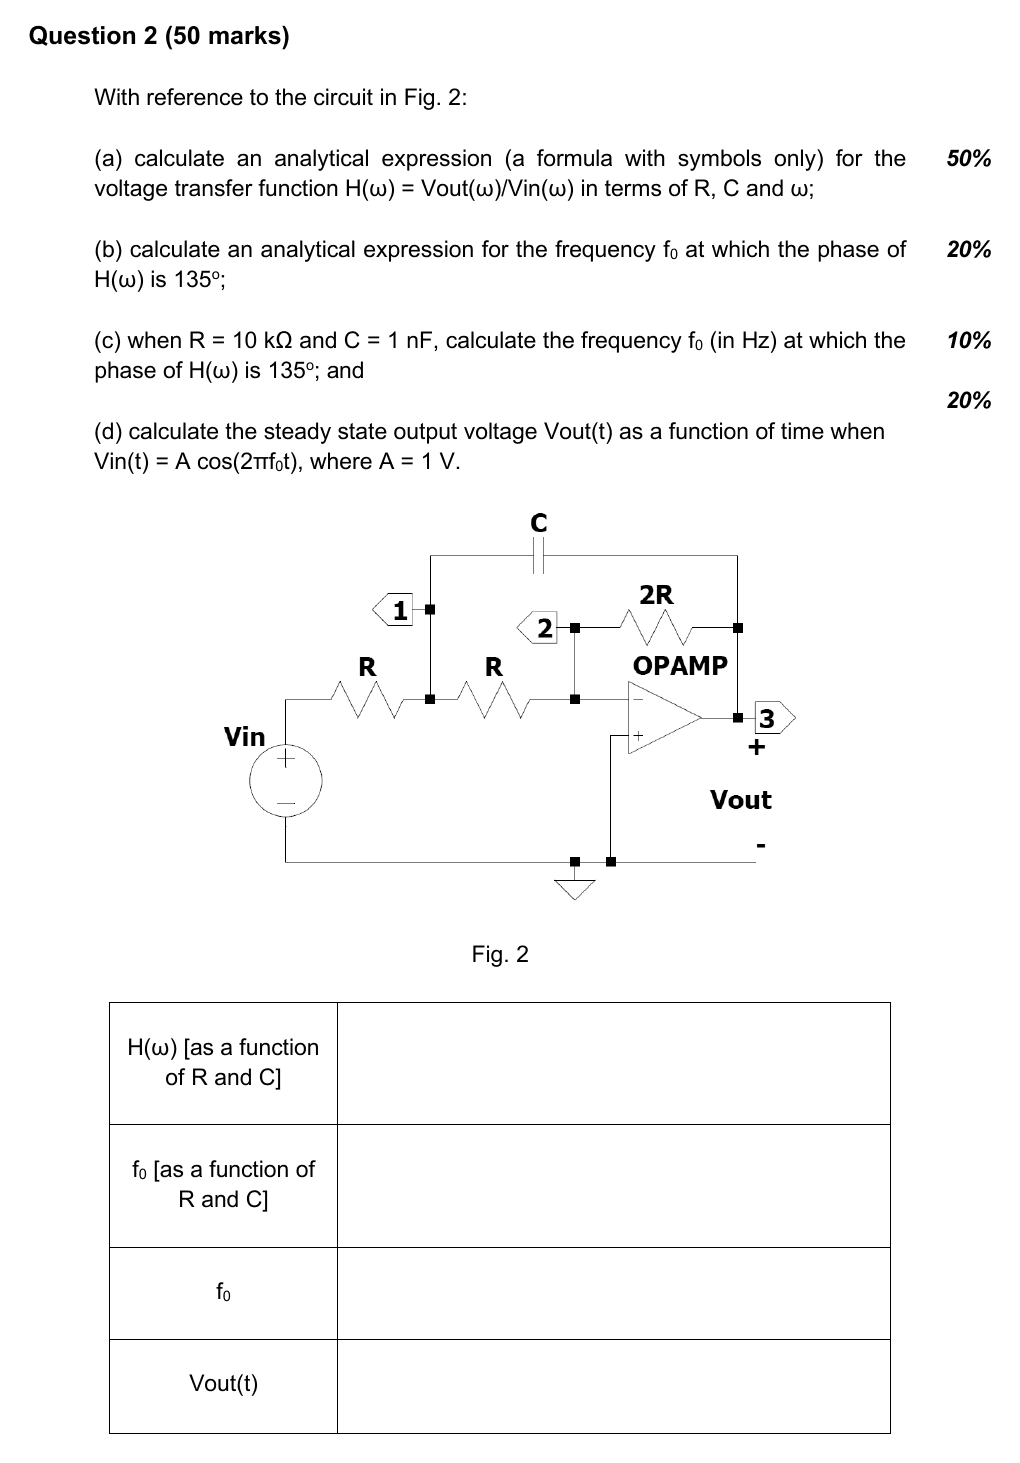 Question 2 (50 marks)
With reference to the circuit in Fig. 2:
(a) calculate an analytical expression (a formula with symbols only) for the 50%
voltage transfer function H(ω) = Vout(ω)/Vin(ω) in terms of R, C and ω;
(b) calculate an analytical expression for the frequency f₀ at which the phase of 20%
H(ω) is 135º;
(c) when R = 10 kΩ and C = 1 nF, calculate the frequency f₀ (in Hz) at which the 10%
phase of H(ω) is 135º; and
20%
(d) calculate the steady state output voltage Vout(t) as a function of time when
Vin(t) = A cos(2πf₀t), where A = 1 V.
C
2R
1
2
R R OPAMP
3
Vin
+
+
+
Vout
-
Fig. 2
H(ω) [as a function
of R and C]
f₀ [as a function of
R and C]
f₀
Vout(t)